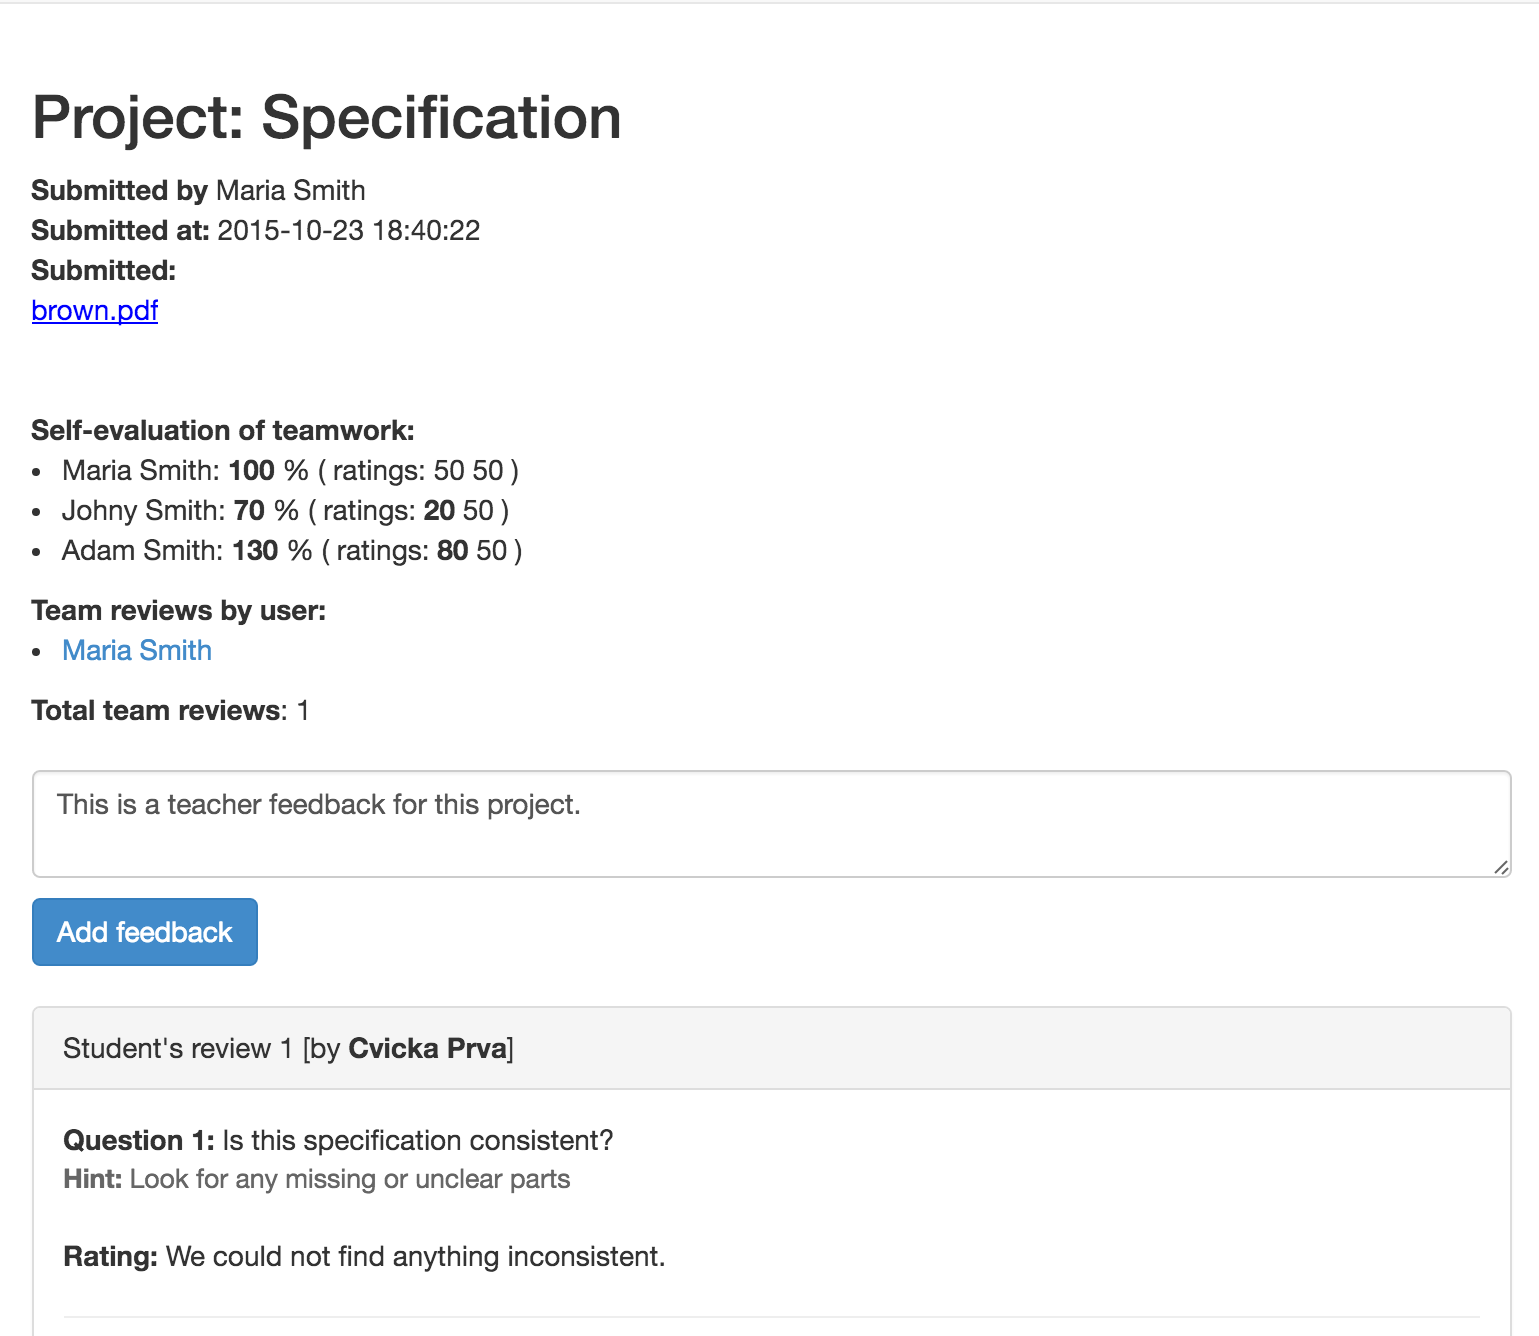 Project: Specification
Submitted by Maria Smith
Submitted at: 2015-10-23 18:40:22
Submitted:
brown.pdf
Self-evaluation of teamwork:
• Maria Smith: 100 % ( ratings: 50 50 )
• Johny Smith: 70 % ( ratings: 20 50 )
• Adam Smith: 130 % ( ratings: 80 50 )
Team reviews by user:
• Maria Smith
Total team reviews: 1
This is a teacher feedback for this project.
Add feedback
Student's review 1 [by Cvicka Prva]
Question 1: Is this specification consistent?
Hint: Look for any missing or unclear parts
Rating: We could not find anything inconsistent.